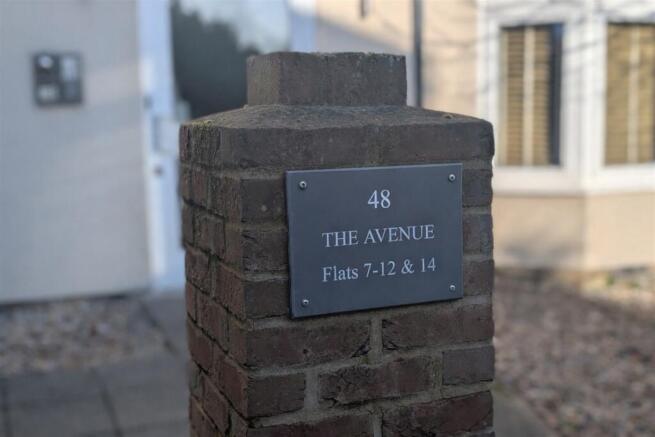 48
THE AVENUE
Flats 7-12 & 14